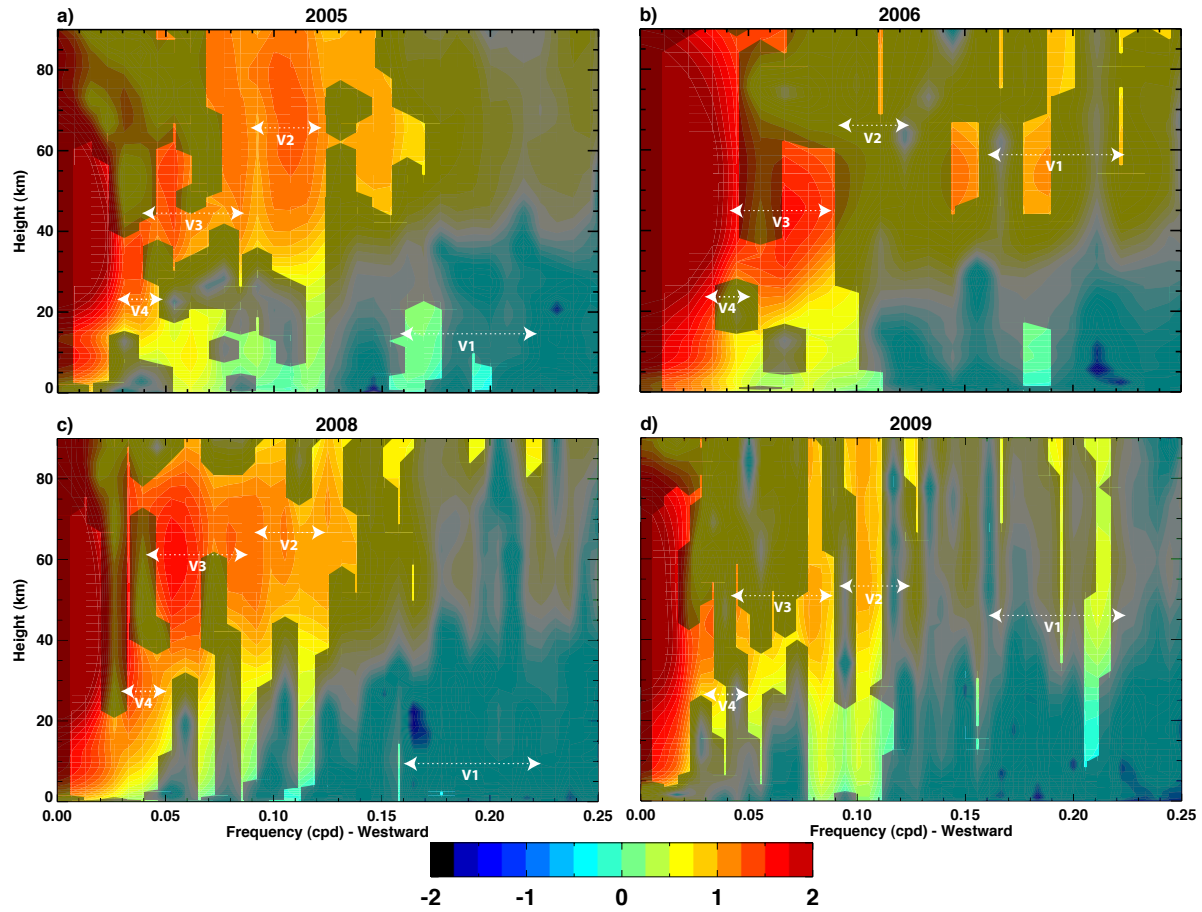 a) 2005
b) 2006
80
60
40
20
0
Height (km)
V2
V3
V4
V1
V2
V1
V3
V4
c) 2008
d) 2009
80
60
40
20
0
Height (km)
V3
V2
V4
V1
V3
V2
V1
V4
0.00 0.05 0.10 0.15 0.20 0.25
0.00 0.05 0.10 0.15 0.20 0.25
Frequency (cpd) - Westward
Frequency (cpd) - Westward
-2 -1 0 1 2